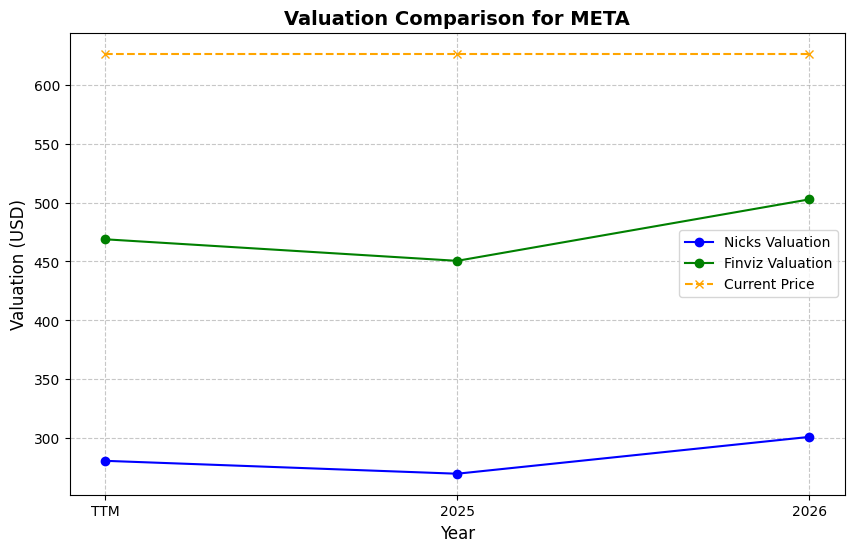 Valuation Comparison for META
Valuation (USD)
600
550
500
450
400
350
300
Nicks Valuation
Finviz Valuation
Current Price
TTM
2025
2026
Year